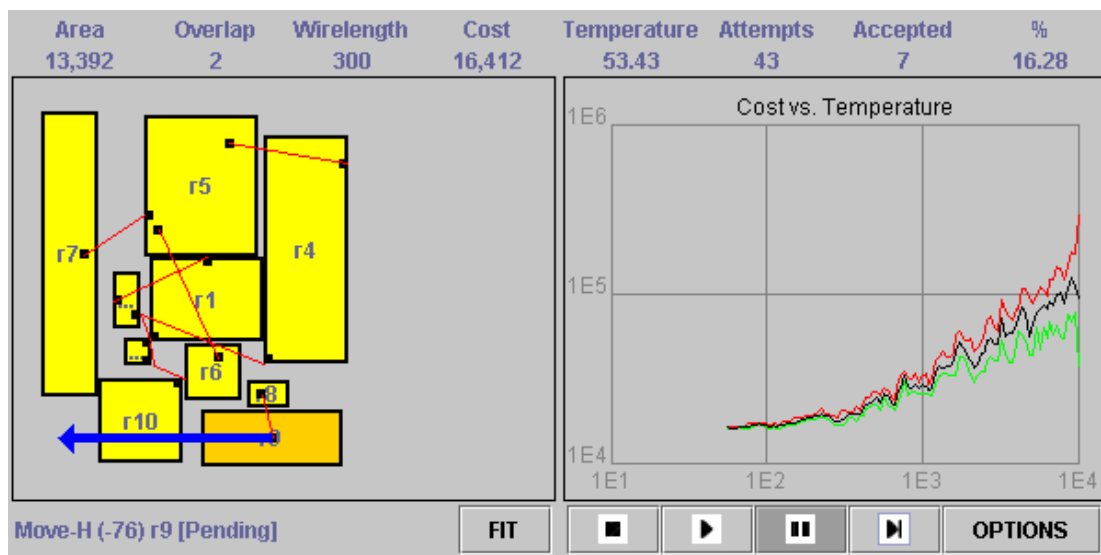 Area Overlap Wirelength Cost Temperature Attempts Accepted %
13,392 2 300 16,412 53.43 43 7 16.28
Cost vs. Temperature
1E6
1E5
1E4
1E1 1E2 1E3 1E4
r5
r7
r4
...
r1
...
r6
r8
r10
Move-H (-76) r9 [Pending]
FIT
OPTIONS